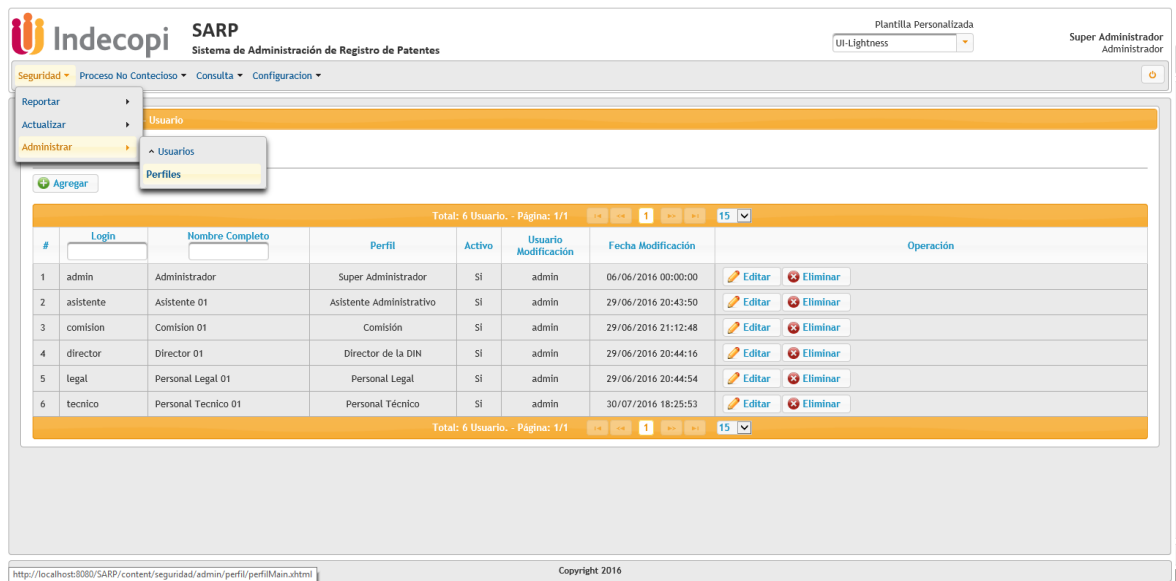 Indecopi
SARP
Sistema de Administración de Registro de Patentes
Plantilla Personalizada
UI-Lightness
Super Administrador
Administrador
Seguridad Proceso No Contecioso Consulta Configuracion
Reportar
Actualizar
Administrar
Usuario
Usuarios
Perfiles
Agregar
Total: 6 Usuario. - Página: 1/1 1 15
# Login Nombre Completo Perfil Activo Usuario Modificación Fecha Modificación Operación
1 admin Administrador Super Administrador Si admin 06/06/2016 00:00:00 Editar Eliminar
2 asistente Asistente 01 Asistente Administrativo Si admin 29/06/2016 20:43:50 Editar Eliminar
3 comision Comision 01 Comisión Si admin 29/06/2016 21:12:48 Editar Eliminar
4 director Director 01 Director de la DIN Si admin 29/06/2016 20:44:16 Editar Eliminar
5 legal Personal Legal 01 Personal Legal Si admin 29/06/2016 20:44:54 Editar Eliminar
6 tecnico Personal Tecnico 01 Personal Técnico Si admin 30/07/2016 18:25:53 Editar Eliminar
Total: 6 Usuario. - Página: 1/1 1 15
Copyright 2016
http://localhost:8080/SARP/content/seguridad/admin/perfil/perfilMain.xhtml